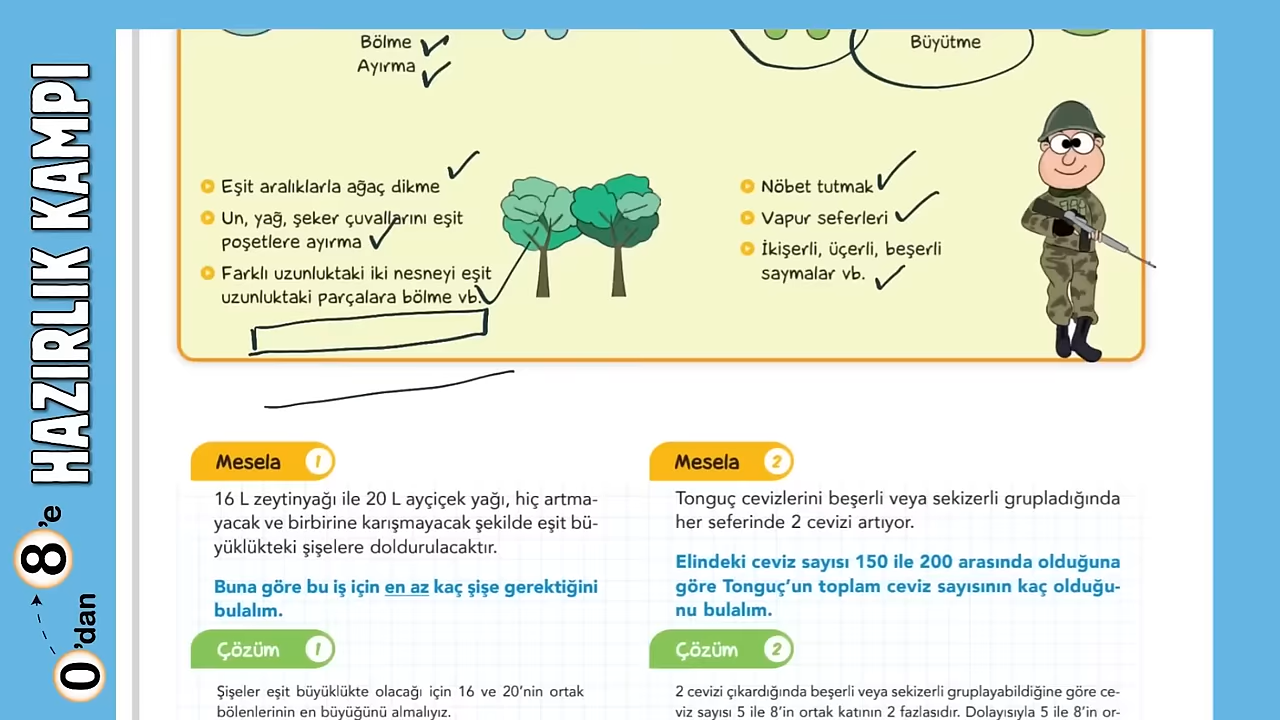 0'dan 8'e HAZIRLIK KAMPI
Bölme
Ayırma
Büyütme
Eşit aralıklarla ağaç dikme
Un, yağ, şeker çuvallarını eşit
poşetlere ayırma
Farklı uzunluktaki iki nesneyi eşit
uzunluktaki parçalara bölme vb.
Nöbet tutmak
Vapur seferleri
İkişerli, üçerli, beşerli
saymalar vb.
Mesela 1
16 L zeytinyağı ile 20 L ayçiçek yağı, hiç artma-
yacak ve birbirine karışmayacak şekilde eşit bü-
yüklükteki şişelere doldurulacaktır.
Buna göre bu iş için en az kaç şişe gerektiğini
bulalım.
Çözüm 1
Şişeler eşit büyüklükte olacağı için 16 ve 20'nin ortak
bölenlerinin en büyüğünü almalıyız.
Mesela 2
Tonguç cevizlerini beşerli veya sekizerli grupladığında
her seferinde 2 cevizi artıyor.
Elindeki ceviz sayısı 150 ile 200 arasında olduğuna
göre Tonguç'un toplam ceviz sayısının kaç olduğu-
nu bulalım.
Çözüm 2
2 cevizi çıkardığında beşerli veya sekizerli gruplayabildiğine göre ce-
viz sayısı 5 ile 8'in ortak katının 2 fazlasıdır. Dolayısıyla 5 ile 8'in or-